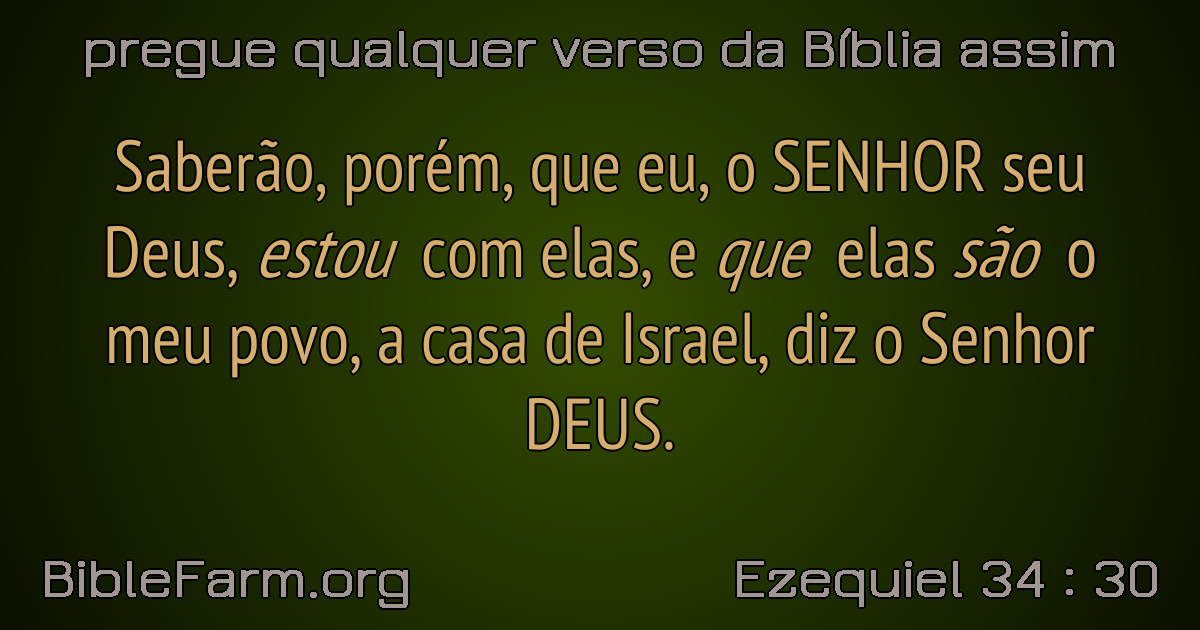 pregue qualquer verso da Bíblia assim
Saberão, porém, que eu, o SENHOR seu
Deus, estou com elas, e que elas são o
meu povo, a casa de Israel, diz o Senhor
DEUS.
BibleFarm.org
Ezequiel 34 : 30